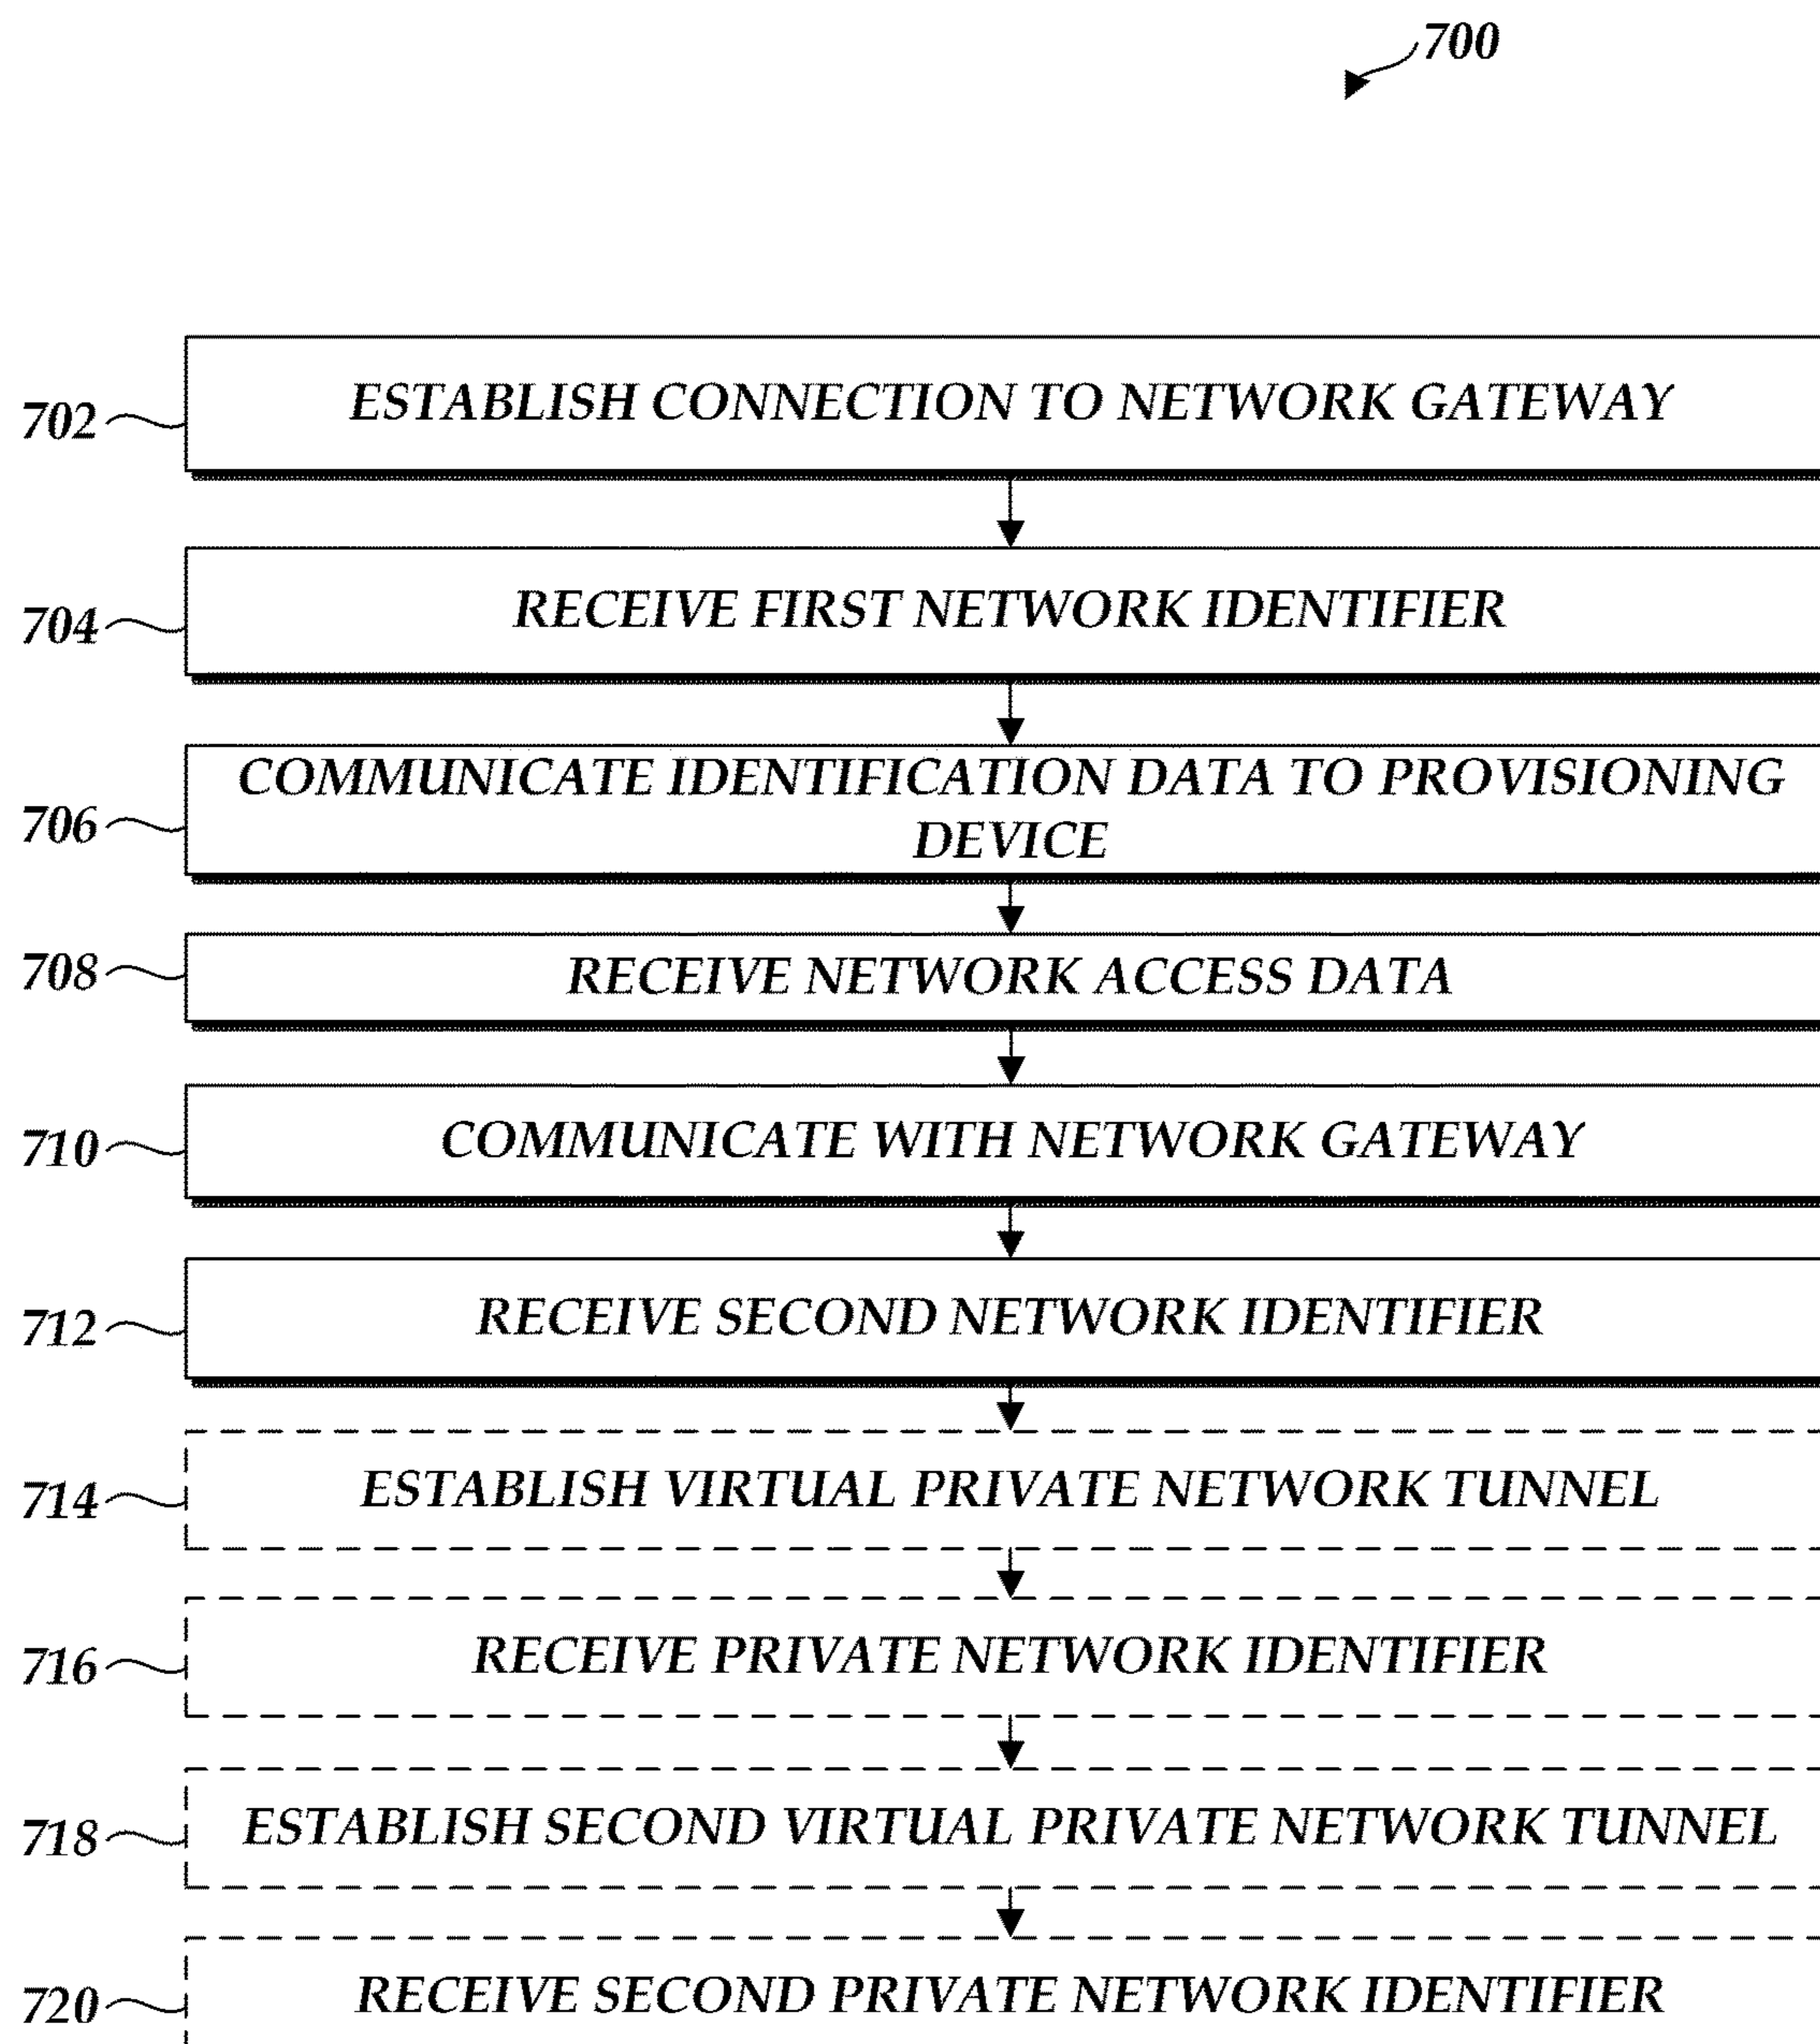 700
702 ESTABLISH CONNECTION TO NETWORK GATEWAY
704 RECEIVE FIRST NETWORK IDENTIFIER
706 COMMUNICATE IDENTIFICATION DATA TO PROVISIONING
DEVICE
708 RECEIVE NETWORK ACCESS DATA
710 COMMUNICATE WITH NETWORK GATEWAY
712 RECEIVE SECOND NETWORK IDENTIFIER
714 ESTABLISH VIRTUAL PRIVATE NETWORK TUNNEL
716 RECEIVE PRIVATE NETWORK IDENTIFIER
718 ESTABLISH SECOND VIRTUAL PRIVATE NETWORK TUNNEL
720 RECEIVE SECOND PRIVATE NETWORK IDENTIFIER